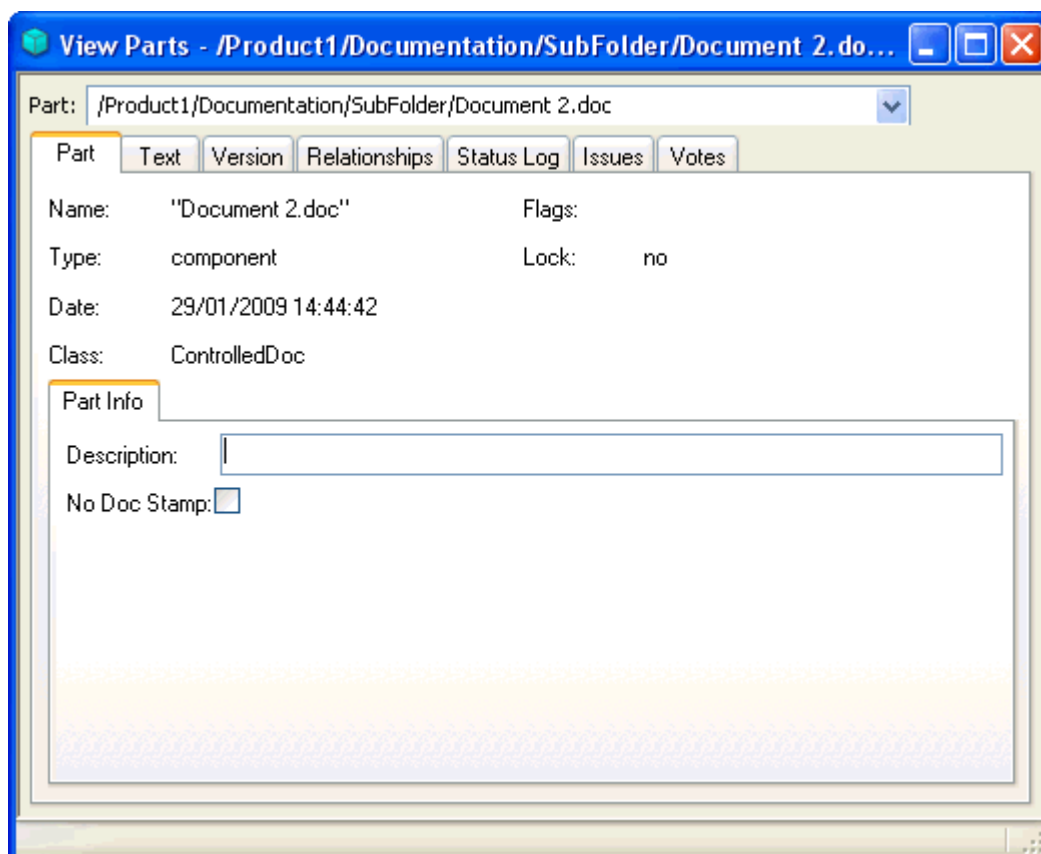 View Parts - /Product1/Documentation/SubFolder/Document 2.do...
Part: /Product1/Documentation/SubFolder/Document 2.doc
Part Text Version Relationships Status Log Issues Votes
Name: "Document 2.doc" Flags:
Type: component Lock: no
Date: 29/01/2009 14:44:42
Class: ControlledDoc
Part Info
Description:
No Doc Stamp: